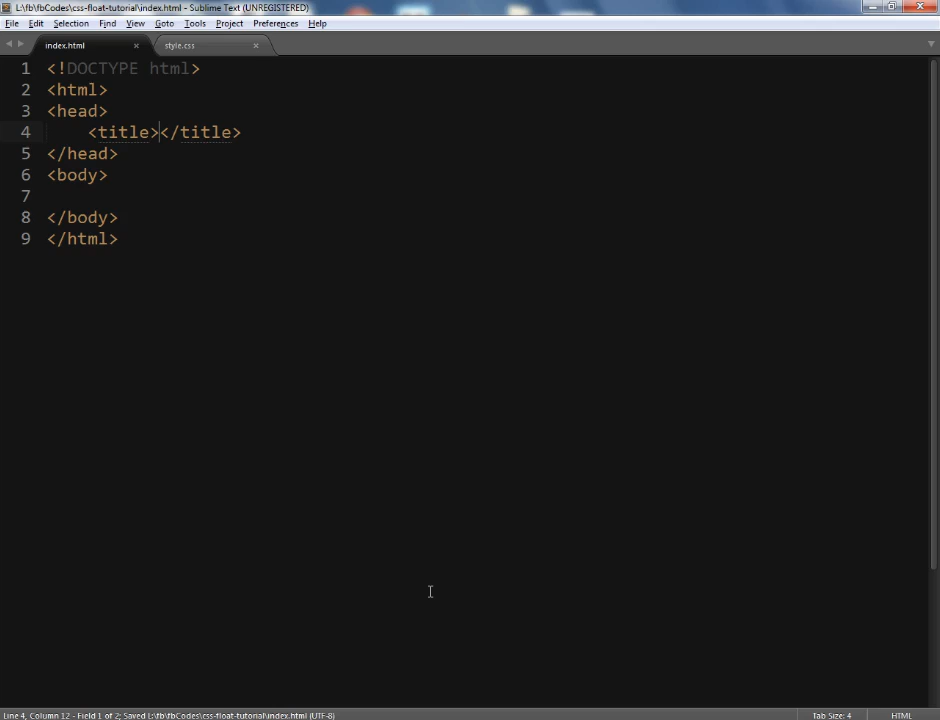 L:\fb\fbCodes\css-float-tutorial\index.html - Sublime Text (UNREGISTERED)
File Edit Selection Find View Goto Tools Project Preferences Help
index.html × style.css ×
1 <!DOCTYPE html>
2 <html>
3 <head>
4 <title></title>
5 </head>
6 <body>
7
8 </body>
9 </html>
Line 4, Column 12 - Field 1 of 2; Saved L:\fb\fbCodes\css-float-tutorial\index.html (UTF-8) Tab Size: 4 HTML